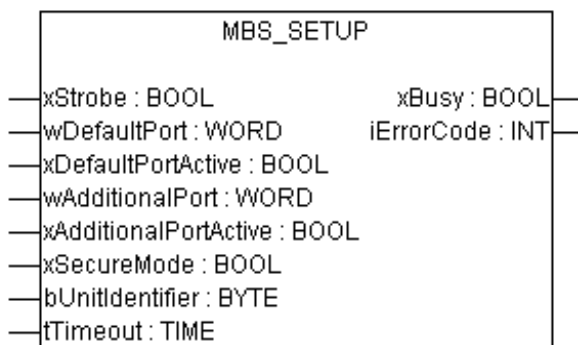 MBS_SETUP
xStrobe : BOOL xBusy : BOOL
wDefaultPort : WORD iErrorCode : INT
xDefaultPortActive : BOOL
wAdditionalPort : WORD
xAdditionalPortActive : BOOL
xSecureMode : BOOL
bUnitIdentifier : BYTE
tTimeout : TIME